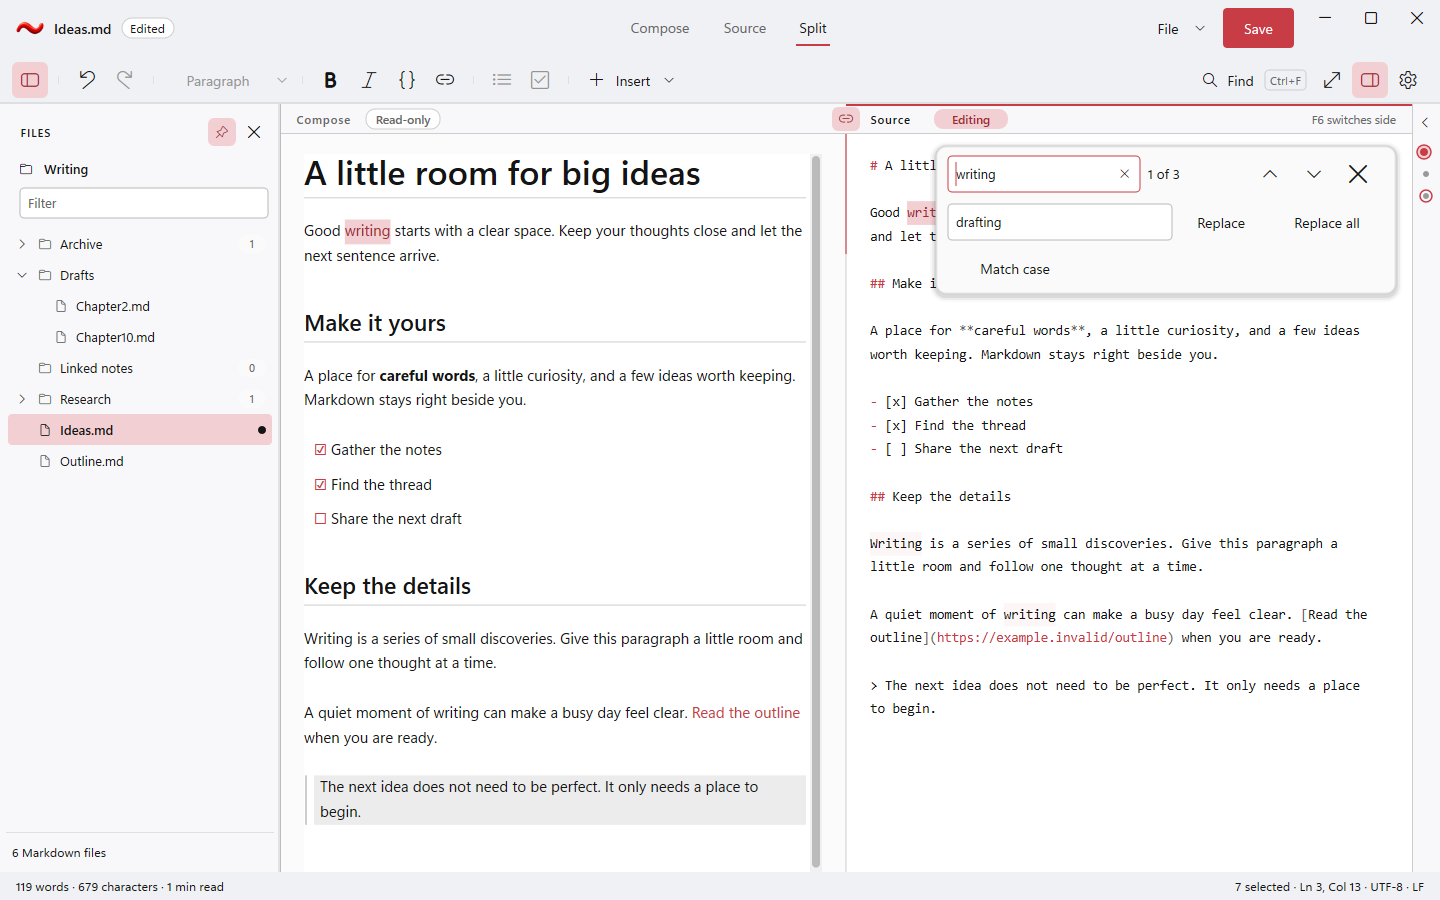 Ideas.md Edited
Compose Source Split
File Save
Paragraph B I {} Insert
Find Ctrl+F
FILES
Writing
Filter
Archive 1
Drafts
Chapter2.md
Chapter10.md
Linked notes 0
Research 1
Ideas.md
Outline.md
6 Markdown files
Compose Read-only
A little room for big ideas
Good writing starts with a clear space. Keep your thoughts close and let the
next sentence arrive.
Make it yours
A place for careful words, a little curiosity, and a few ideas worth keeping.
Markdown stays right beside you.
Gather the notes
Find the thread
Share the next draft
Keep the details
Writing is a series of small discoveries. Give this paragraph a little room and
follow one thought at a time.
A quiet moment of writing can make a busy day feel clear. Read the outline
when you are ready.
The next idea does not need to be perfect. It only needs a place to
begin.
Source Editing F6 switches side
writing 1 of 3
drafting Replace Replace all
Match case
# A littl
Good writ
and let t
## Make i
A place for **careful words**, a little curiosity, and a few ideas
worth keeping. Markdown stays right beside you.
- [x] Gather the notes
- [x] Find the thread
- [ ] Share the next draft
## Keep the details
Writing is a series of small discoveries. Give this paragraph a
little room and follow one thought at a time.
A quiet moment of writing can make a busy day feel clear. [Read the
outline](https://example.invalid/outline) when you are ready.
> The next idea does not need to be perfect. It only needs a place
to begin.
119 words · 679 characters · 1 min read
7 selected · Ln 3, Col 13 · UTF-8 · LF